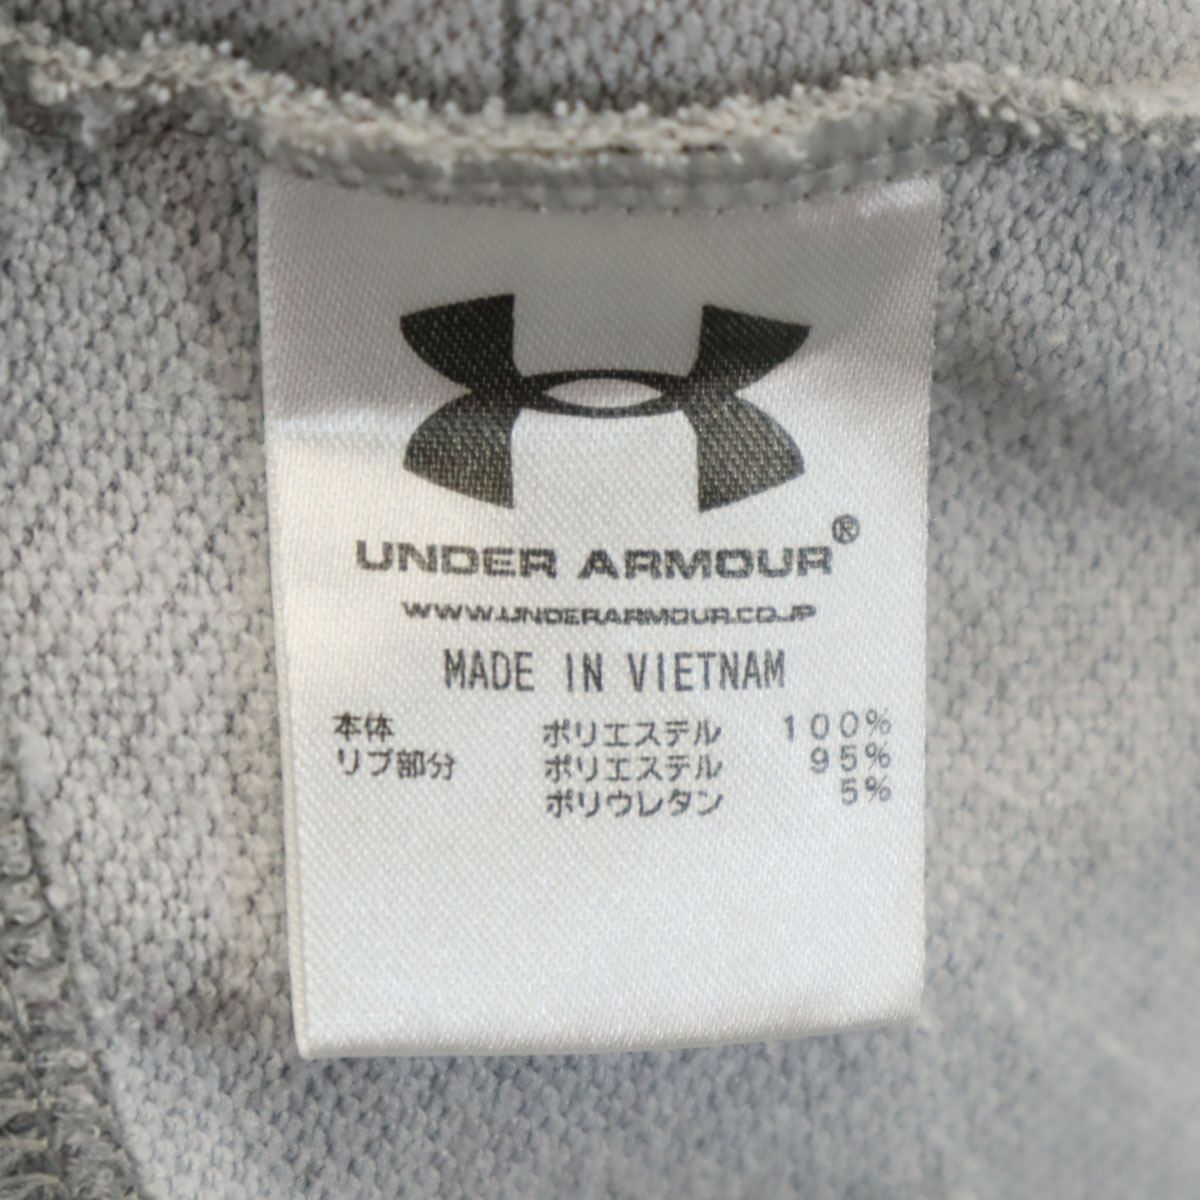 UNDER ARMOUR®
WWW.UNDERARMOUR.CO.JP
MADE IN VIETNAM
本体 ポリエステル 100%
リブ部分 ポリエステル 95%
ポリウレタン 5%